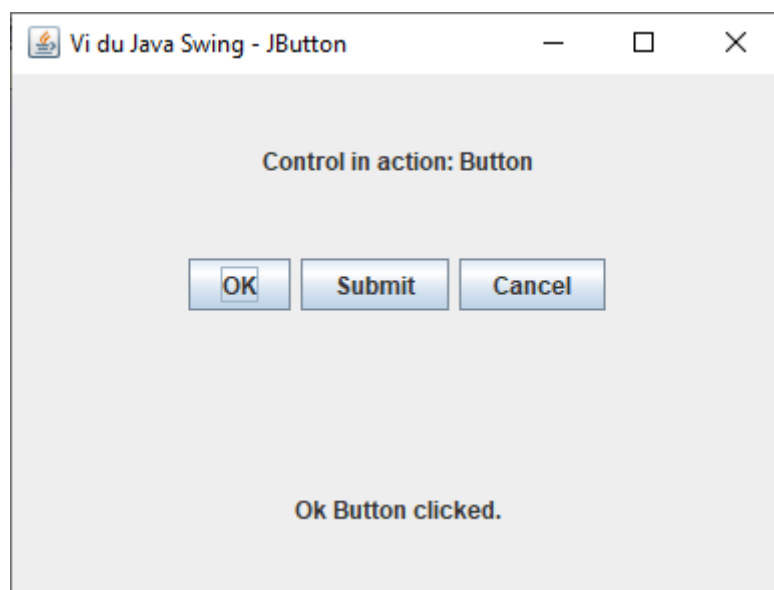 Vi du Java Swing - JButton
Control in action: Button
OK Submit Cancel
Ok Button clicked.